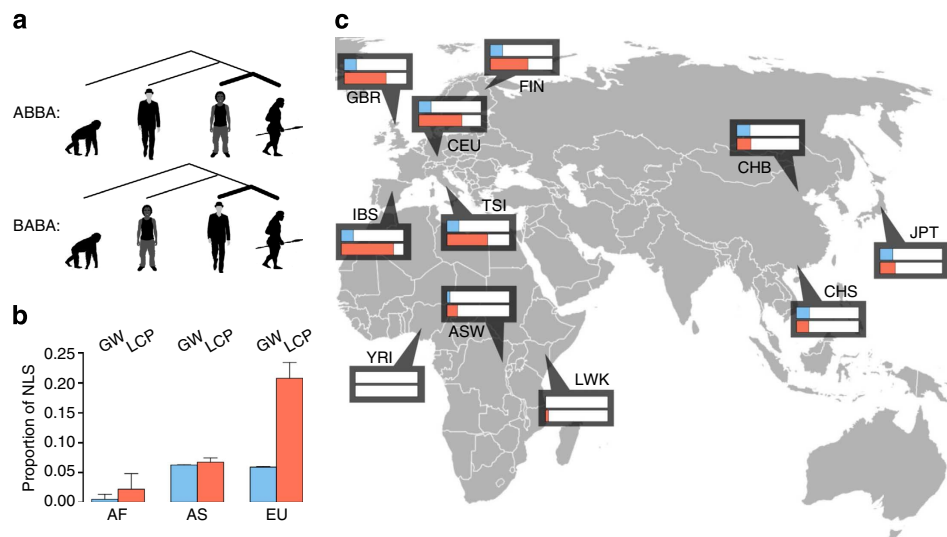 a
ABBA:
BABA:
b
GW LCP GW LCP GW LCP
Proportion of NLS
0.25
0.20
0.15
0.10
0.05
0.00
AF AS EU
c
GBR
FIN
CEU
CHB
IBS
TSI
JPT
CHS
ASW
YRI
LWK